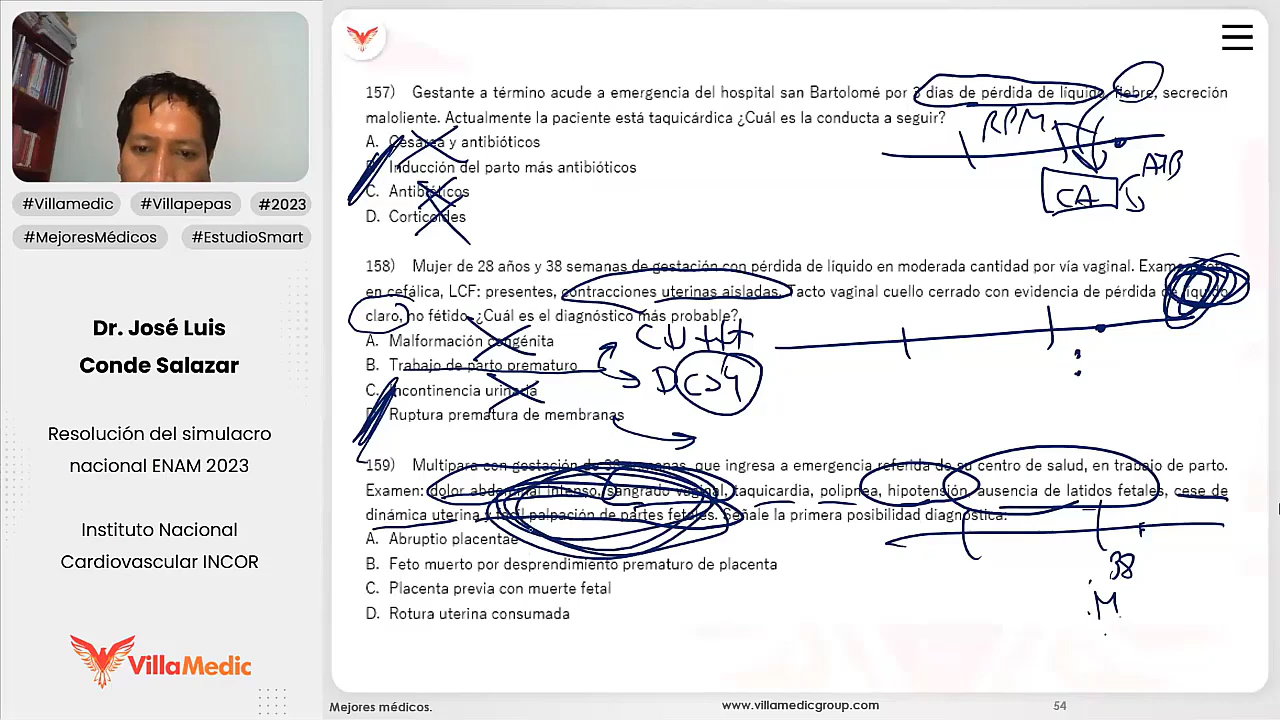 #Villamedic #Villapepas #2023
#MejoresMédicos #EstudioSmart
Dr. José Luis
Conde Salazar
Resolución del simulacro
nacional ENAM 2023
Instituto Nacional
Cardiovascular INCOR
VillaMedic
157) Gestante a término acude a emergencia del hospital san Bartolomé por 2 días de pérdida de líquido, fiebre, secreción
maloliente. Actualmente la paciente está taquicárdica ¿Cuál es la conducta a seguir?
RPM
A. Cesárea y antibióticos
B. Inducción del parto más antibióticos
C. Antibióticos
D. Corticoides
CA
ATB
158) Mujer de 28 años y 38 semanas de gestación con pérdida de líquido en moderada cantidad por vía vaginal.
en cefálica, LCF: presentes, contracciones uterinas aisladas. Tacto vaginal cuello cerrado con evidencia de pérdida de líquido
claro, no fétido. ¿Cuál es el diagnóstico más probable?
A. Malformación congénita
B. Trabajo de parto prematuro
C. Incontinencia urinaria
D. Ruptura prematura de membranas
159) Multípara con gestación de 38 semanas, que ingresa a emergencia referida de su centro de salud, en trabajo de parto.
Examen: dolor abdominal intenso, sangrado vaginal, taquicardia, polipnea, hipotensión, ausencia de latidos fetales, cese de
dinámica uterina y fácil palpación de partes fetales. Señale la primera posibilidad diagnóstica:
A. Abruptio placentae
B. Feto muerto por desprendimiento prematuro de placenta
C. Placenta previa con muerte fetal
D. Rotura uterina consumada
38
M
Mejores médicos.
www.villamedicgroup.com
54